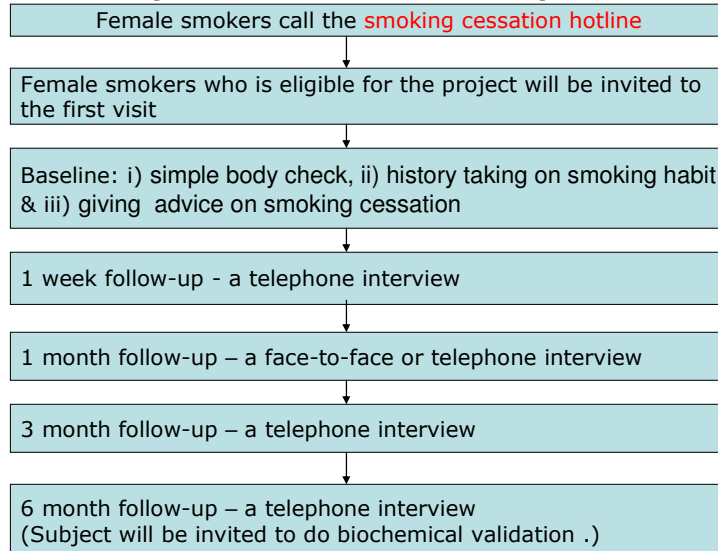 Female smokers call the smoking cessation hotline
Female smokers who is eligible for the project will be invited to
the first visit
Baseline: i) simple body check, ii) history taking on smoking habit
& iii) giving advice on smoking cessation
1 week follow-up - a telephone interview
1 month follow-up – a face-to-face or telephone interview
3 month follow-up – a telephone interview
6 month follow-up – a telephone interview
(Subject will be invited to do biochemical validation .)